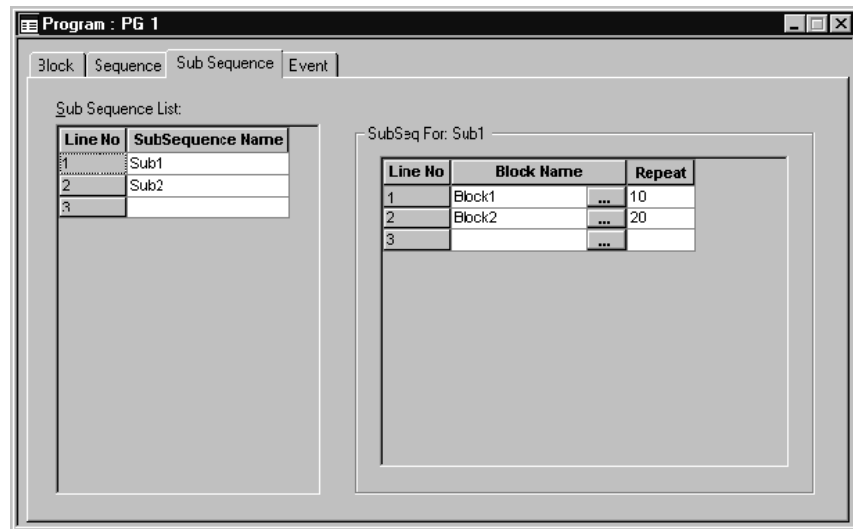 Program : PG 1
Block Sequence Sub Sequence Event
Sub Sequence List:
Line No SubSequence Name
1 Sub1
2 Sub2
3
SubSeq For: Sub1
Line No Block Name Repeat
1 Block1 ... 10
2 Block2 ... 20
3 ...